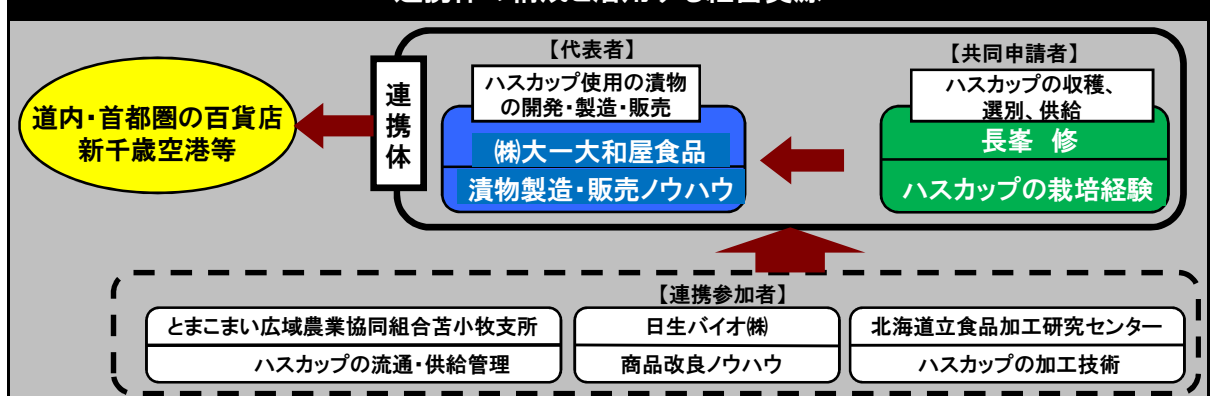 【代表者】
【共同申請者】
連携体
ハスカップ使用の漬物
の開発・製造・販売
ハスカップの収穫、
選別、供給
道内・首都圏の百貨店
新千歳空港等
㈱大一大和屋食品
長峯 修
漬物製造・販売ノウハウ
ハスカップの栽培経験
【連携参加者】
とまこまい広域農業協同組合苫小牧支所
日生バイオ㈱
北海道立食品加工研究センター
ハスカップの流通・供給管理
商品改良ノウハウ
ハスカップの加工技術